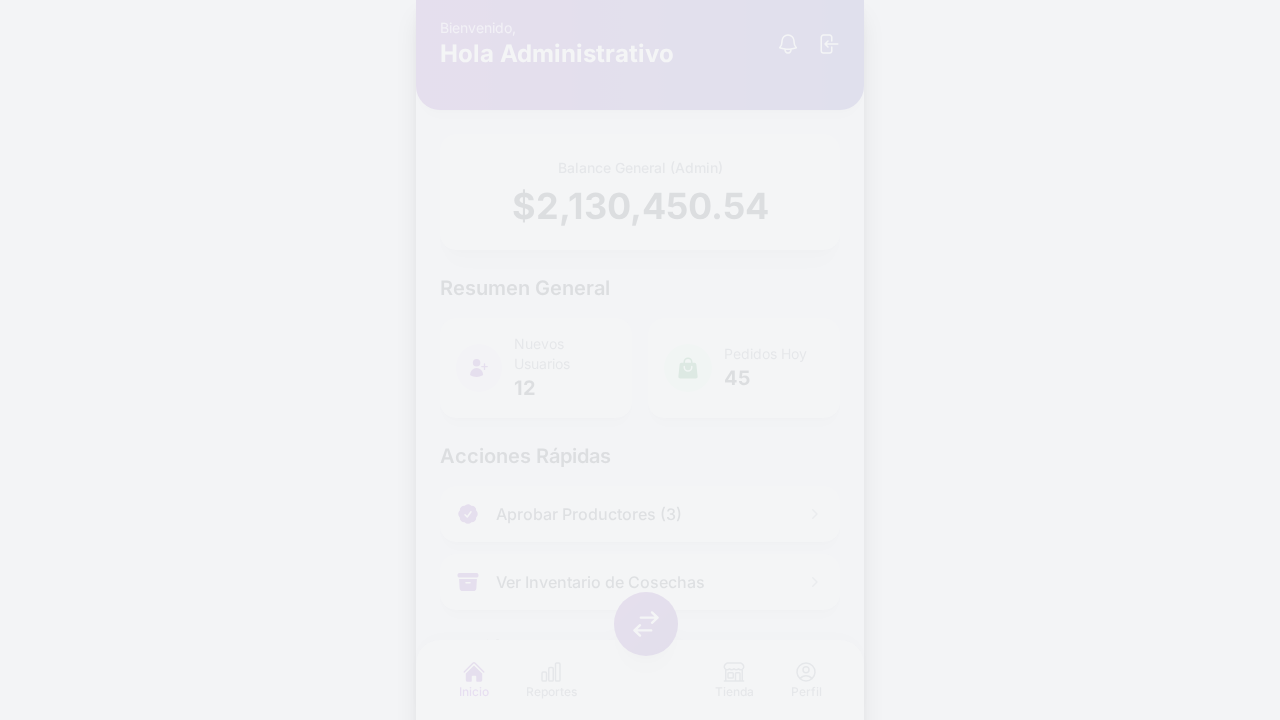 Bienvenido,
Hola Administrativo
Balance General (Admin)
$2,130,450.54
Resumen General
Nuevos
Usuarios
12
Pedidos Hoy
45
Acciones Rápidas
Aprobar Productores (3)
Ver Inventario de Cosechas
Inicio
Reportes
Tienda
Perfil